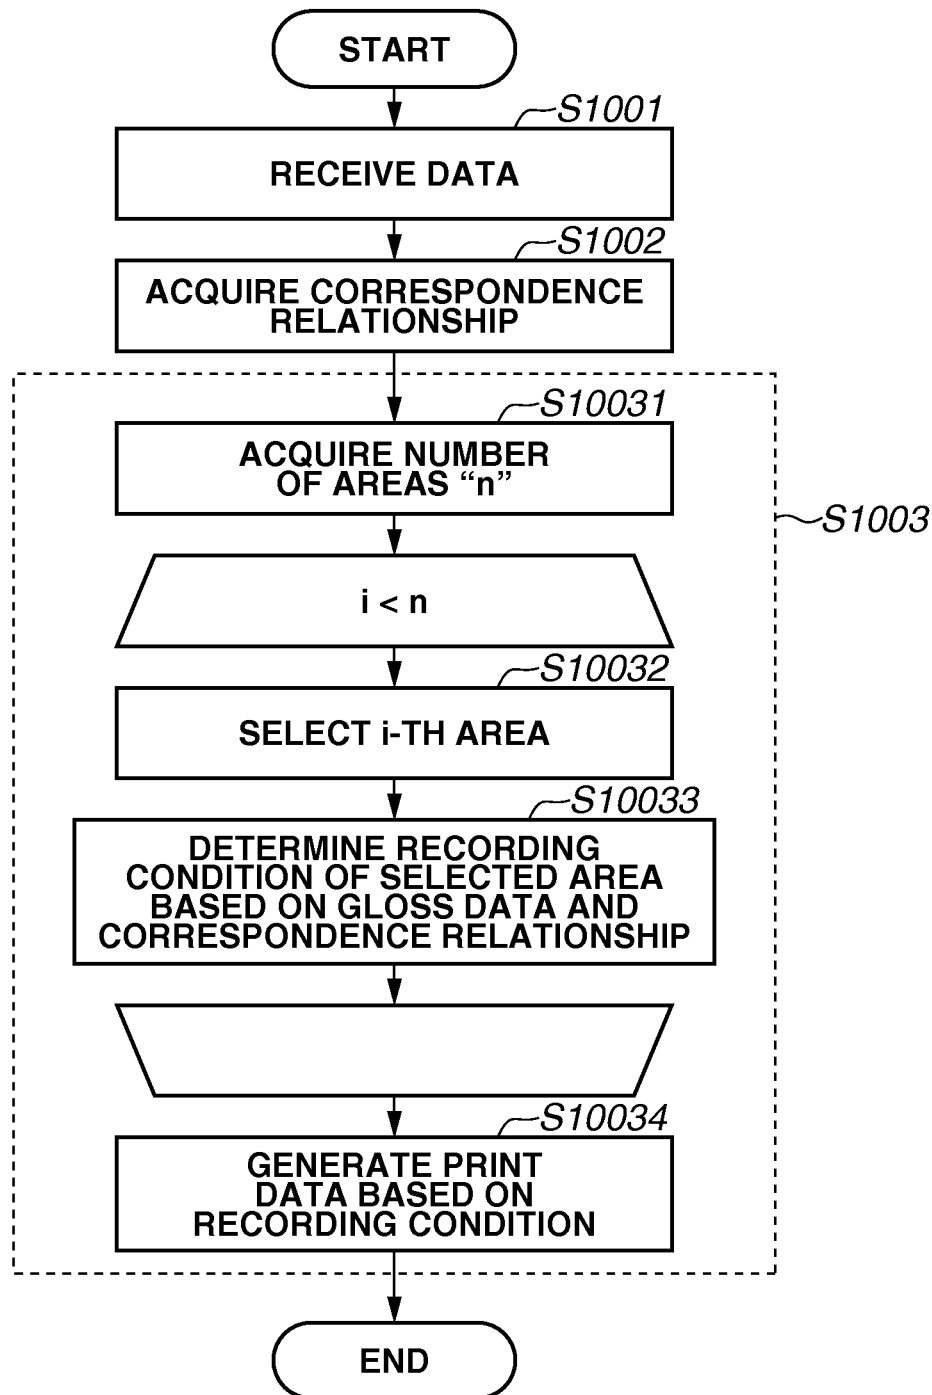 START
S1001
RECEIVE DATA
S1002
ACQUIRE CORRESPONDENCE
RELATIONSHIP
S10031
ACQUIRE NUMBER
OF AREAS “n”
S1003
i < n
S10032
SELECT i-TH AREA
S10033
DETERMINE RECORDING
CONDITION OF SELECTED AREA
BASED ON GLOSS DATA AND
CORRESPONDENCE RELATIONSHIP
S10034
GENERATE PRINT
DATA BASED ON
RECORDING CONDITION
END